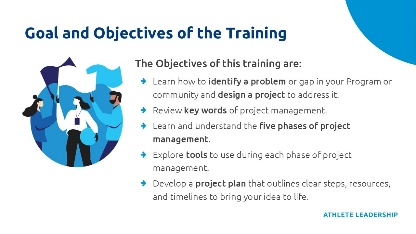 Goal and Objectives of the Training
The Objectives of this training are:
Learn how to identify a problem or gap in your Program or
community and design a project to address it.
Review key words of project management.
Learn and understand the five phases of project
management.
Explore tools to use during each phase of project
management.
Develop a project plan that outlines clear steps, resources,
and timelines to bring your idea to life.
ATHLETE LEADERSHIP